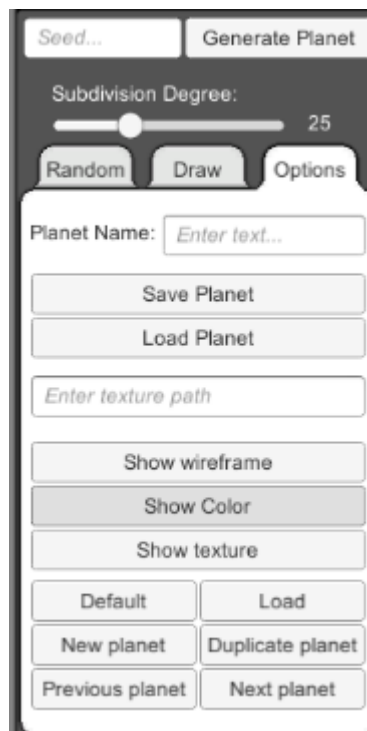 Seed... Generate Planet
Subdivision Degree:
25
Random Draw Options
Planet Name: Enter text...
Save Planet
Load Planet
Enter texture path
Show wireframe
Show Color
Show texture
Default Load
New planet Duplicate planet
Previous planet Next planet